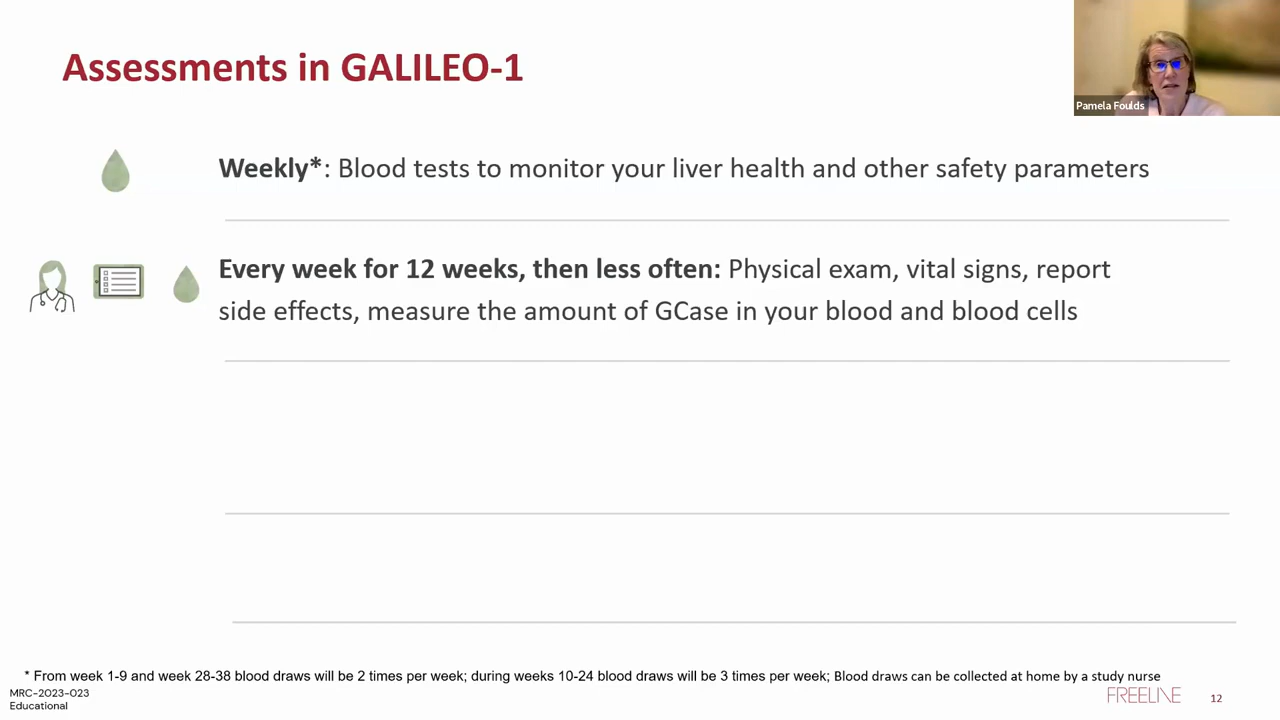 Assessments in GALILEO-1
Pamela Foulds
Weekly*: Blood tests to monitor your liver health and other safety parameters
Every week for 12 weeks, then less often: Physical exam, vital signs, report
side effects, measure the amount of GCase in your blood and blood cells
* From week 1-9 and week 28-38 blood draws will be 2 times per week; during weeks 10-24 blood draws will be 3 times per week; Blood draws can be collected at home by a study nurse
MRC-2023-023
Educational
FREELINE
12